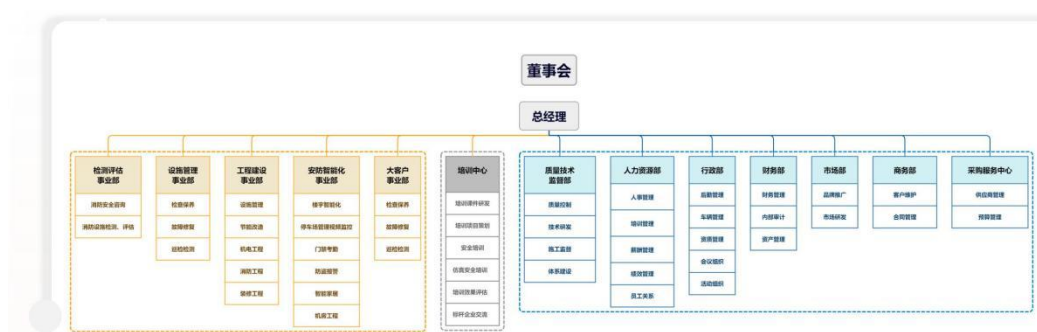 董事会
总经理
检测评估
事业部
消防安全咨询
消防设施检测、评估
设施管理
事业部
检查保养
故障修复
巡检检测
工程建设
事业部
设施管理
节能改造
机电工程
消防工程
装修工程
安防智能化
事业部
楼宇智能化
停车场管理视频监控
门禁考勤
防盗报警
智能家居
机房工程
大客户
事业部
检查保养
故障修复
巡检检测
培训中心
培训课件研发
培训项目策划
安全培训
仿真安全培训
培训效果评估
标杆企业交流
质量技术
监督部
质量控制
技术研发
施工监督
体系建设
人力资源部
人事管理
培训管理
薪酬管理
绩效管理
员工关系
行政部
后勤管理
车辆管理
资质管理
会议组织
活动组织
财务部
财务管理
内部审计
资产管理
市场部
品牌推广
市场研发
商务部
客户维护
合同管理
采购服务中心
供应商管理
预算管理